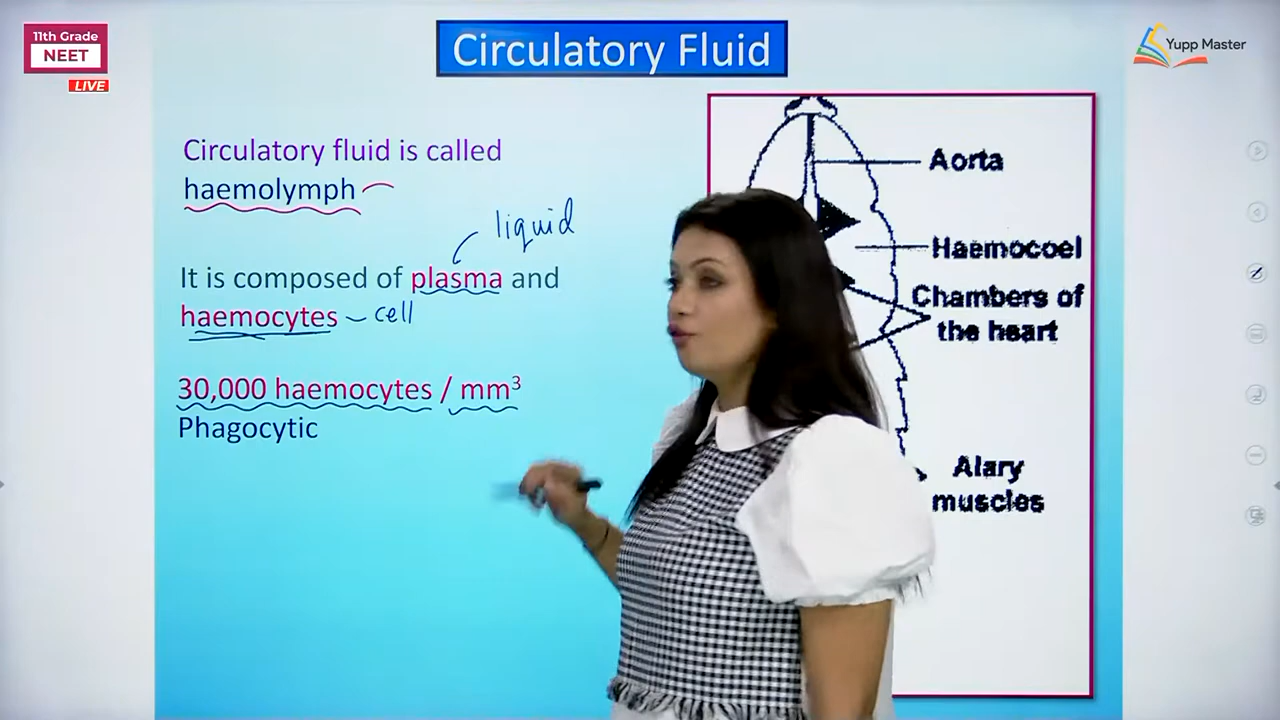 11th Grade
NEET
LIVE
Circulatory Fluid
Yupp Master
Circulatory fluid is called
haemolymph
liquid
It is composed of plasma and
haemocytes
cell
30,000 haemocytes / mm³
Phagocytic
Aorta
Haemocoel
Chambers of
the heart
Alary
muscles